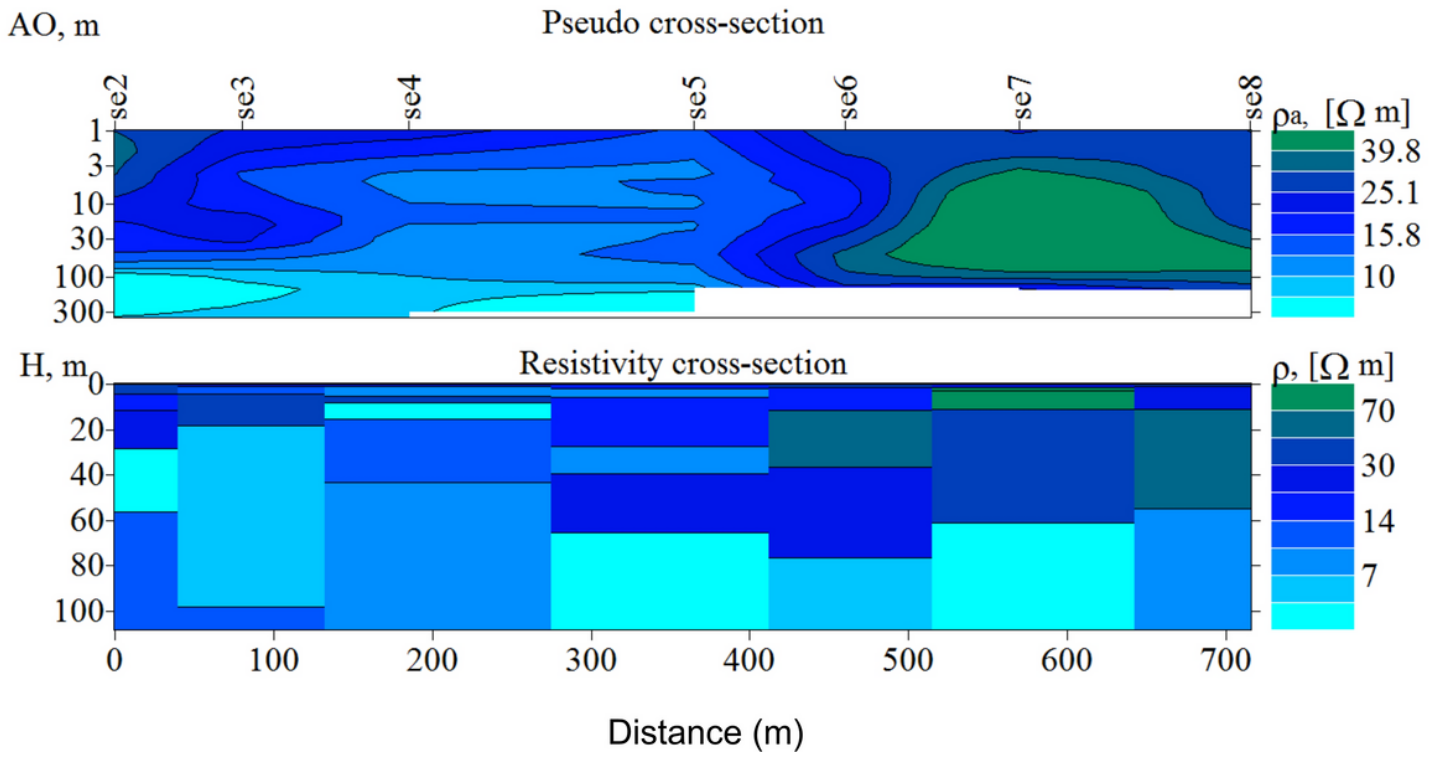 AO, m
Pseudo cross-section
se2 se3 se4 se5 se6 se7 se8
ρa, [Ω m]
1
3
10
30
100
300
39.8
25.1
15.8
10
H, m
Resistivity cross-section
ρ, [Ω m]
0
20
40
60
80
100
70
30
14
7
0 100 200 300 400 500 600 700
Distance (m)